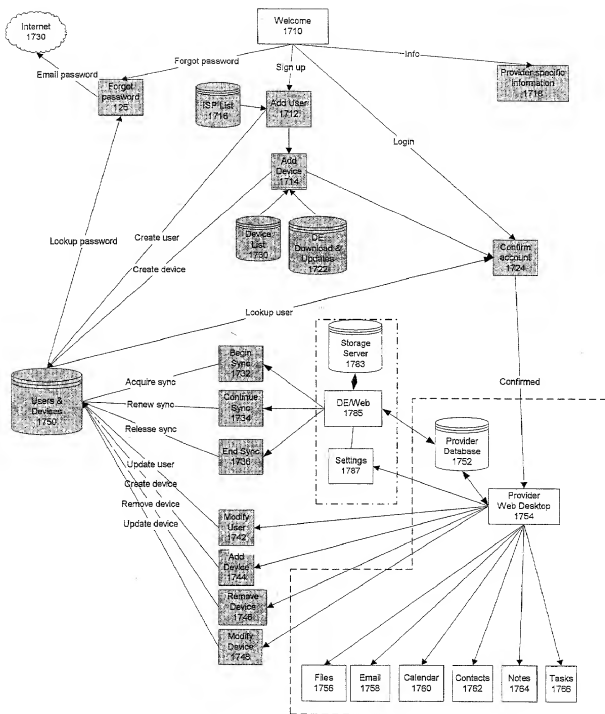 Internet
1730
Welcome
1710
Forgot password
Sign up
Info
Email password
Forgot
password
125
ISP List
1716
Add User
1712
Provider specific
information
1718
Login
Add
Device
1714
Lookup password
Create user
Create device
Device
List
1730
DE
Download &
Updates
1722
Confirm
account
1724
Lookup user
Storage
Server
1763
Begin
Sync
1732
Acquire sync
Users &
Devices
1750
Renew sync
Continue
Sync
1734
DE/Web
1785
Confirmed
Release sync
End Sync
1736
Settings
1787
Provider
Database
1752
Update user
Create device
Remove device
Update device
Provider
Web Desktop
1754
Modify
User
1742
Add
Device
1744
Remove
Device
1746
Modify
Device
1748
Files
1756
Email
1758
Calendar
1760
Contacts
1762
Notes
1764
Tasks
1766